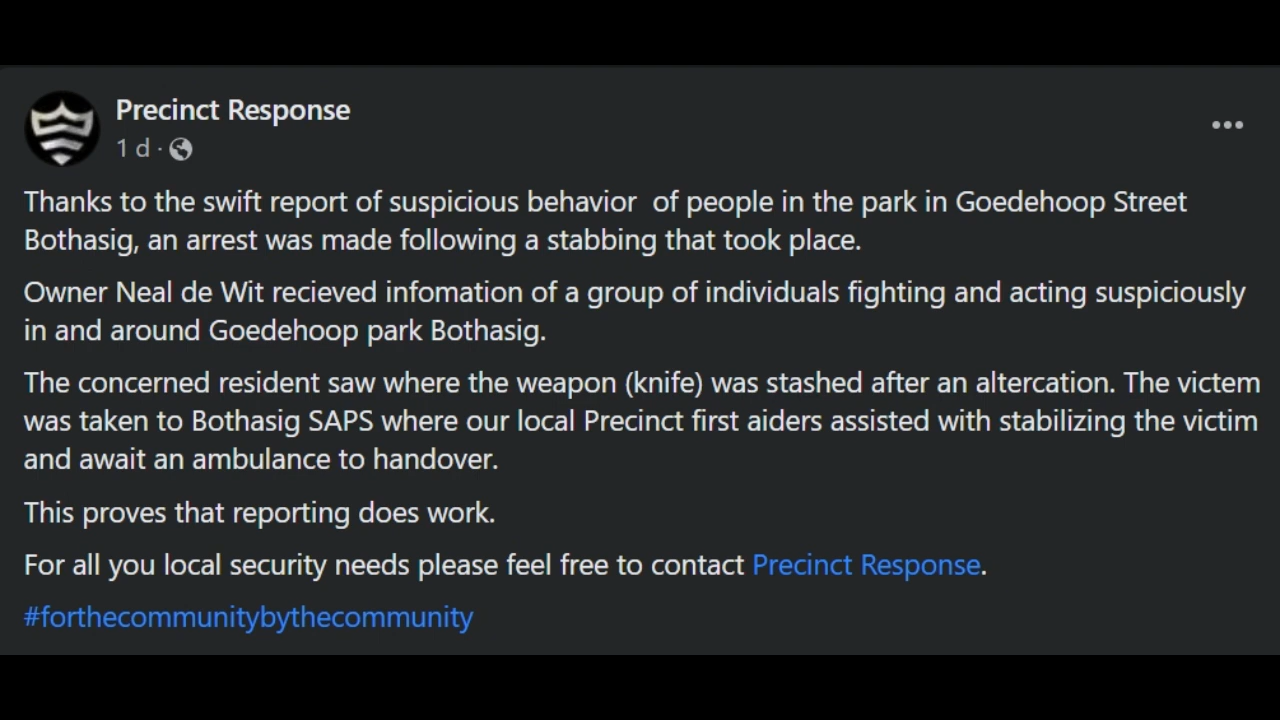 Precinct Response
1 d ·
Thanks to the swift report of suspicious behavior  of people in the park in Goedehoop Street
Bothasig, an arrest was made following a stabbing that took place.
Owner Neal de Wit recieved infomation of a group of individuals fighting and acting suspiciously
in and around Goedehoop park Bothasig.
The concerned resident saw where the weapon (knife) was stashed after an altercation. The victem
was taken to Bothasig SAPS where our local Precinct first aiders assisted with stabilizing the victim
and await an ambulance to handover.
This proves that reporting does work.
For all you local security needs please feel free to contact Precinct Response.
#forthecommunitybythecommunity